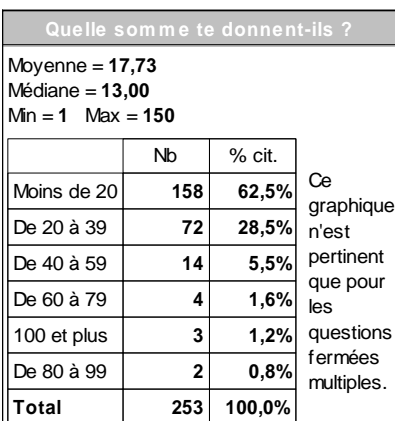 Quelle somme te donnent-ils ?
Moyenne = 17,73
Médiane = 13,00
Min = 1 Max = 150
Nb % cit.
Moins de 20 158 62,5%
De 20 à 39 72 28,5%
De 40 à 59 14 5,5%
De 60 à 79 4 1,6%
100 et plus 3 1,2%
De 80 à 99 2 0,8%
Total 253 100,0%
Ce
graphique
n'est
pertinent
que pour
les
questions
fermées
multiples.